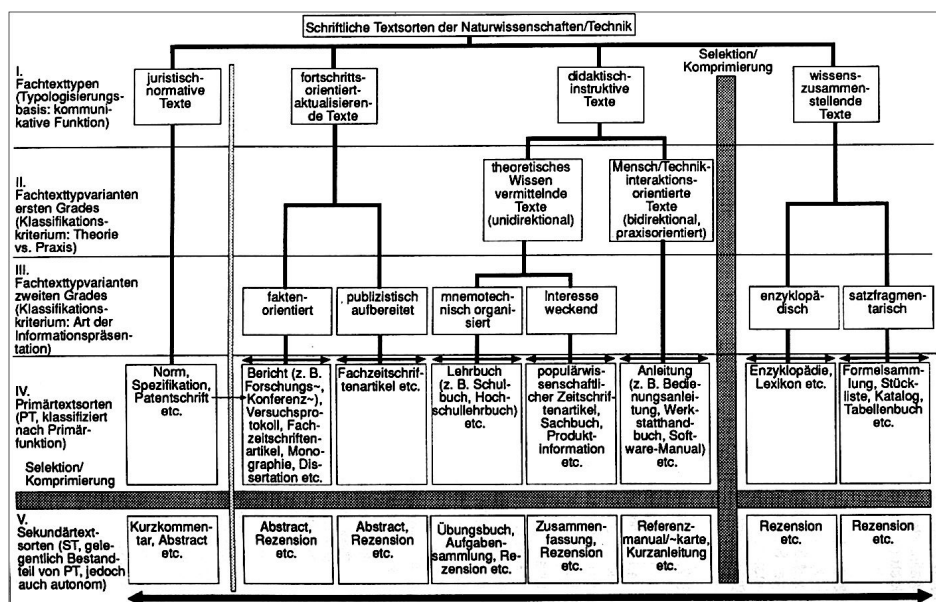 Schriftliche Textsorten der Naturwissenschaften/Technik
Selektion/
Komprimierung
I.
Fachtexttypen
(Typologisierungs-
basis: kommuni-
kative Funktion)
juristisch-
normative
Texte
fortschritts-
orientiert-
aktualisieren-
de Texte
didaktisch-
instruktive
Texte
wissens-
zusammen-
stellende
Texte
II.
Fachtexttypvarianten
ersten Grades
(Klassifikations-
kriterium: Theorie
vs. Praxis)
theoretisches
Wissen
vermittelnde
Texte
(unidirektional)
Mensch/Technik-
interaktions-
orientierte
Texte
(bidirektional,
praxisorientiert)
III.
Fachtexttypvarianten
zweiten Grades
(Klassifikations-
kriterium: Art der
Informationspräsen-
tation)
fakten-
orientiert
publizistisch
aufbereitet
mnemotech-
nisch organi-
siert
Interesse
weckend
enzyklopä-
disch
satzfragmen-
tarisch
IV.
Primärtextsorten
(PT, klassifiziert
nach Primär-
funktion)
Norm,
Spezifikation,
Patentschrift
etc.
Bericht (z. B.
Forschungs~,
Konferenz~),
Versuchspro-
tokoll, Fach-
zeitschriften-
artikel, Mono-
graphie, Dis-
sertation etc.
Fachzeitschrif-
tenartikel etc.
Lehrbuch
(z. B. Schul-
buch, Hoch-
schullehrbuch)
etc.
populärwis-
senschaftli-
cher Zeitschrif-
tenartikel,
Sachbuch,
Produkt-
information
etc.
Anleitung
(z. B. Bedie-
nungsanlei-
tung, Werk-
statthand-
buch, Soft-
ware-Manual)
etc.
Enzyklopädie,
Lexikon etc.
Formelsamm-
lung, Stück-
liste, Katalog,
Tabellenbuch
etc.
Selektion/
Komprimierung
V.
Sekundärtext-
sorten (ST, gele-
gentlich Bestand-
teil von PT, jedoch
auch autonom)
Kurzkommen-
tar, Abstract
etc.
Abstract,
Rezension
etc.
Abstract,
Rezension
etc.
Übungsbuch,
Aufgaben-
sammlung, Re-
zension etc.
Zusammen-
fassung,
Rezension
etc.
Referenz-
manual/~karte,
Kurzanleitung
etc.
Rezension
etc.
Rezension
etc.